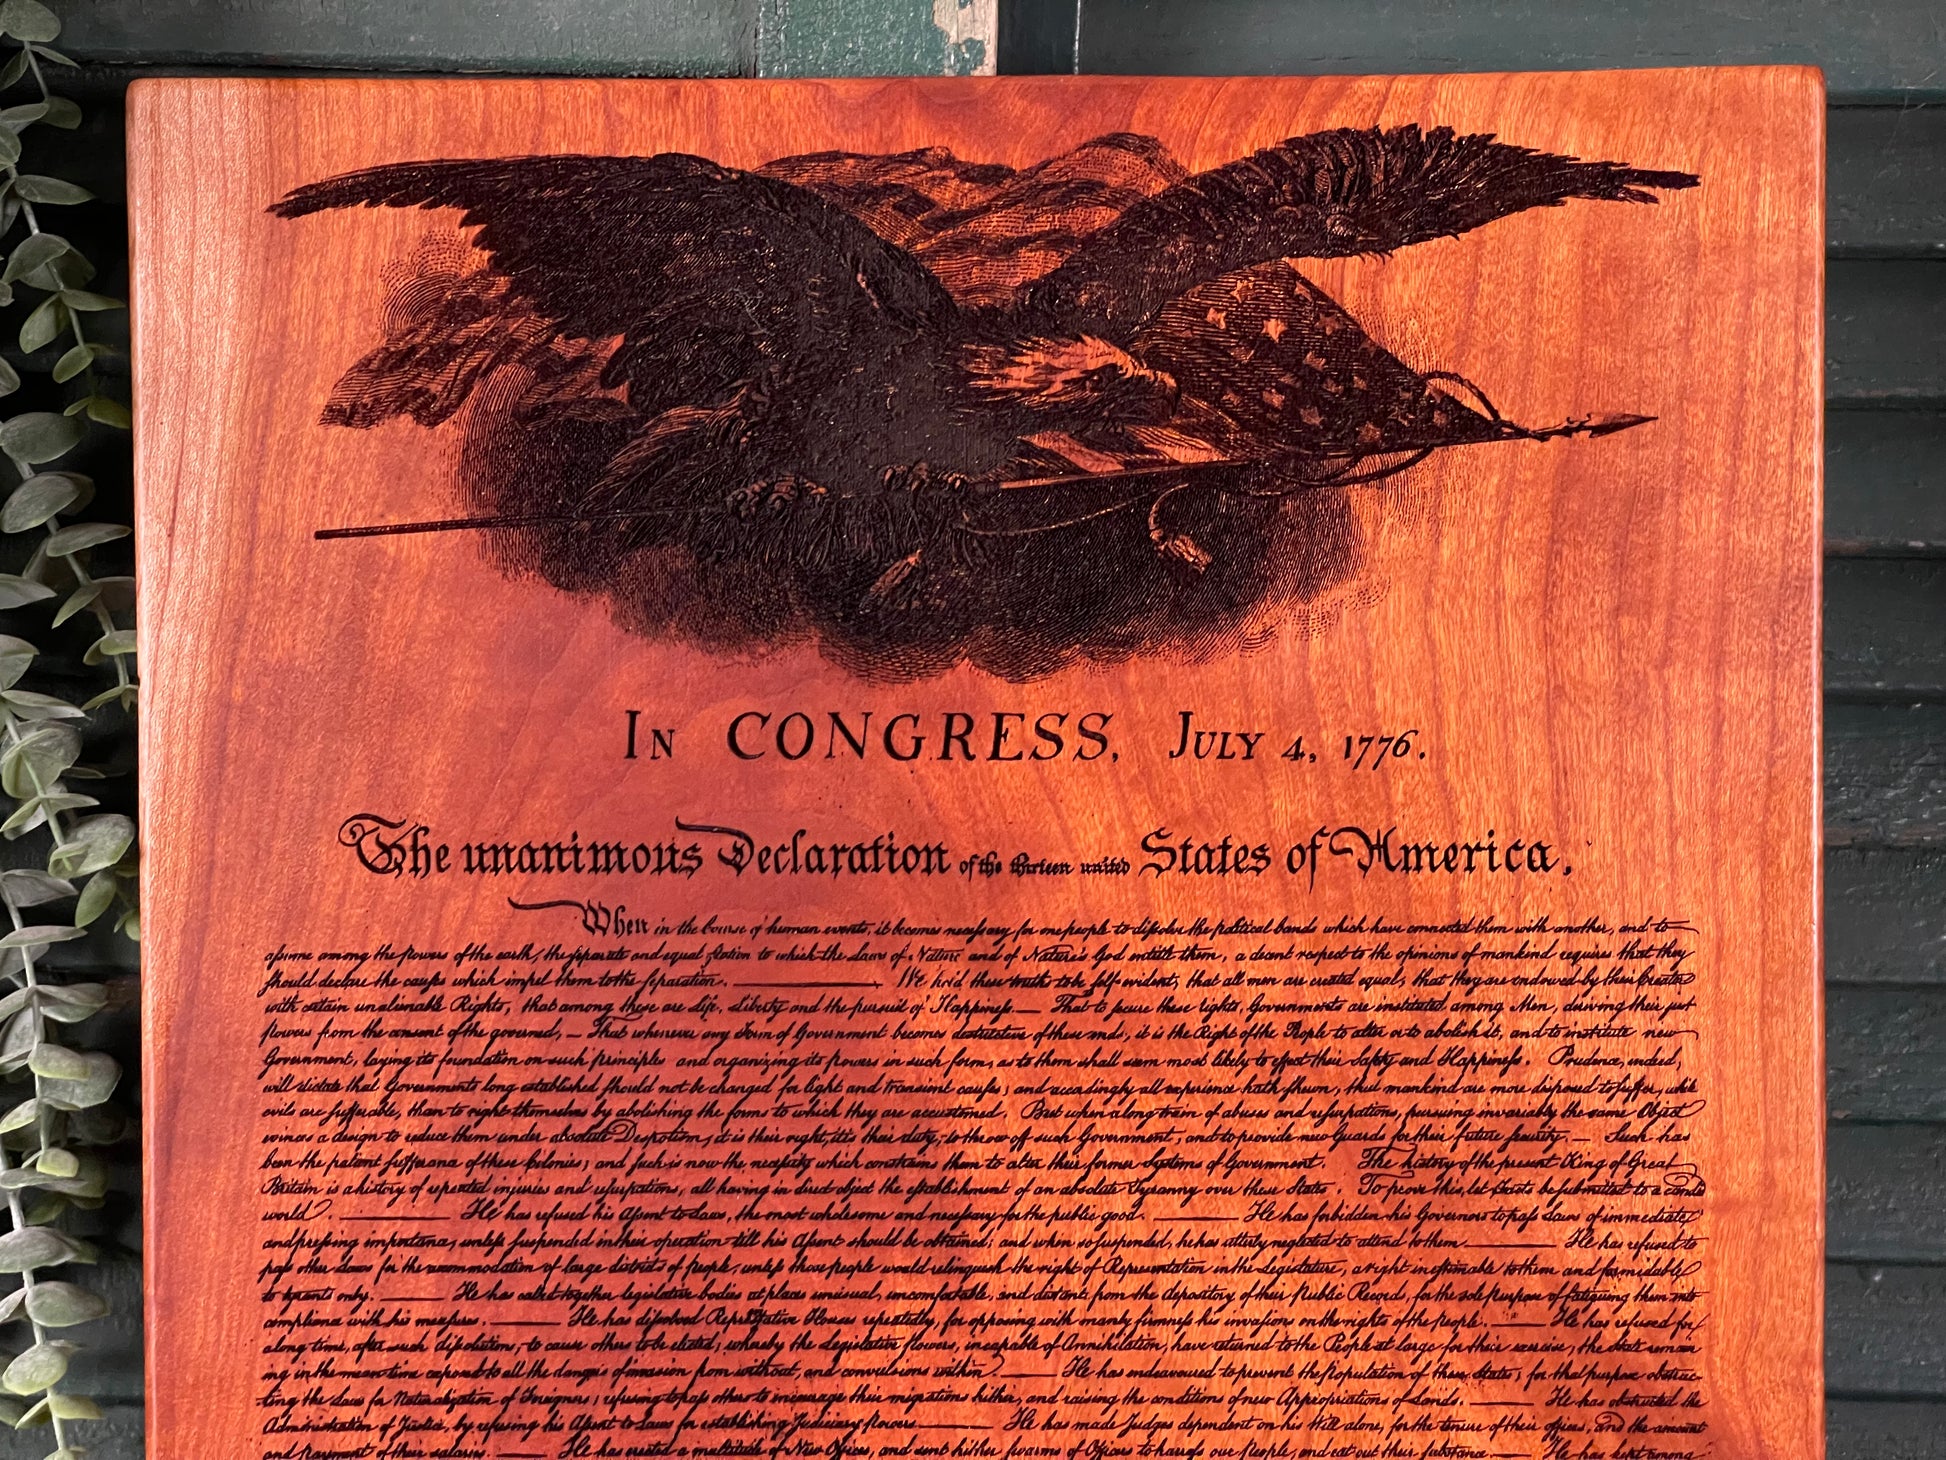 In CONGRESS, July 4, 1776.
The unanimous Declaration of the thirteen united States of America,
When in the Course of human events, it becomes necessary for one people to dissolve the political bands which have connected them with another, and to
assume among the powers of the earth, the separate and equal station to which the Laws of Nature and of Nature's God entitle them, a decent respect to the opinions of mankind requires that they
should declare the causes which impel them to the separation. We hold these truths to be self-evident, that all men are created equal, that they are endowed by their Creator
with certain unalienable Rights, that among these are Life, Liberty and the pursuit of Happiness.— That to secure these rights, Governments are instituted among Men, deriving their just
powers from the consent of the governed, — That whenever any Form of Government becomes destructive of these ends, it is the Right of the People to alter or to abolish it, and to institute new
Government, laying its foundation on such principles and organizing its powers in such form, as to them shall seem most likely to effect their Safety and Happiness. Prudence, indeed,
will dictate that Governments long established should not be changed for light and transient causes; and accordingly all experience hath shewn, that mankind are more disposed to suffer, while
evils are sufferable, than to right themselves by abolishing the forms to which they are accustomed. But when a long train of abuses and usurpations, pursuing invariably the same Object
evinces a design to reduce them under absolute Despotism, it is their right, it is their duty, to throw off such Government, and to provide new Guards for their future security.— Such has
been the patient sufferance of these Colonies; and such is now the necessity which constrains them to alter their former Systems of Government. The history of the present King of Great
Britain is a history of repeated injuries and usurpations, all having in direct object the establishment of an absolute Tyranny over these States. To prove this, let Facts be submitted to a candid
world. He has refused his Assent to Laws, the most wholesome and necessary for the public good. He has forbidden his Governors to pass Laws of immediate
and pressing importance, unless suspended in their operation till his Assent should be obtained; and when so suspended, he has utterly neglected to attend to them. He has refused to
pass other Laws for the accommodation of large districts of people, unless those people would relinquish the right of Representation in the Legislature, a right inestimable to them and formidable
to tyrants only. He has called together legislative bodies at places unusual, uncomfortable, and distant from the depository of their Public Records, for the sole purpose of fatiguing them into
compliance with his measures. He has dissolved Representative Houses repeatedly, for opposing with manly firmness his invasions on the rights of the people. He has refused for
a long time, after such dissolutions, to cause others to be elected; whereby the Legislative powers, incapable of Annihilation, have returned to the People at large for their exercise; the State remain
ing in the mean time exposed to all the dangers of invasion from without, and convulsions within. He has endeavoured to prevent the Population of these States; for that purpose obstruc-
ting the Laws for Naturalization of Foreigners; refusing to pass others to encourage their migrations hither, and raising the conditions of new Appropriations of Lands. He has obstructed the
Administration of Justice, by refusing his Assent to Laws for establishing Judiciary powers. He has made Judges dependent on his Will alone, for the tenure of their offices, and the amount
and payment of their salaries. He has erected a multitude of New Offices, and sent hither swarms of Officers to harrass our People, and eat out their substance. He has kept among